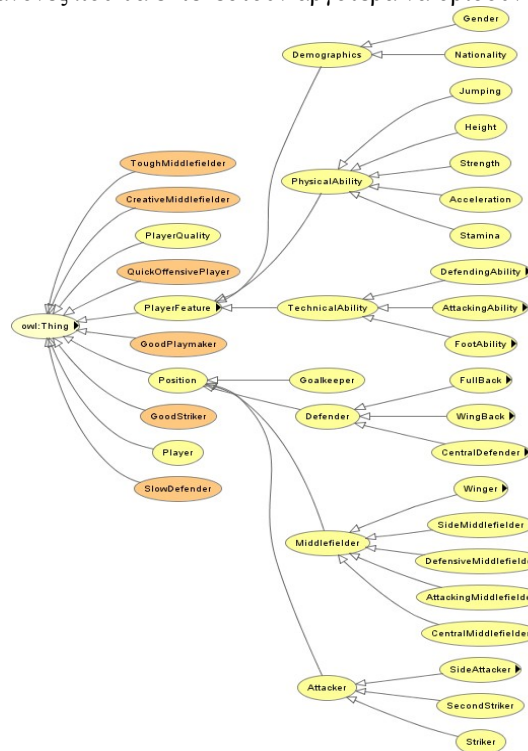 Gender
Demographics
Nationality
Jumping
Height
ToughMiddlefielder
Strength
PhysicalAbility
CreativeMiddlefielder
Acceleration
PlayerQuality
Stamina
QuickOffensivePlayer
DefendingAbility
PlayerFeature
TechnicalAbility
AttackingAbility
owl:Thing
GoodPlaymaker
FootAbility
Position
Goalkeeper
FullBack
GoodStriker
Defender
WingBack
Player
CentralDefender
SlowDefender
Winger
SideMiddlefielder
Middlefielder
DefensiveMiddlefielde
AttackingMiddlefielde
CentralMiddlefielder
SideAttacker
Attacker
SecondStriker
Striker